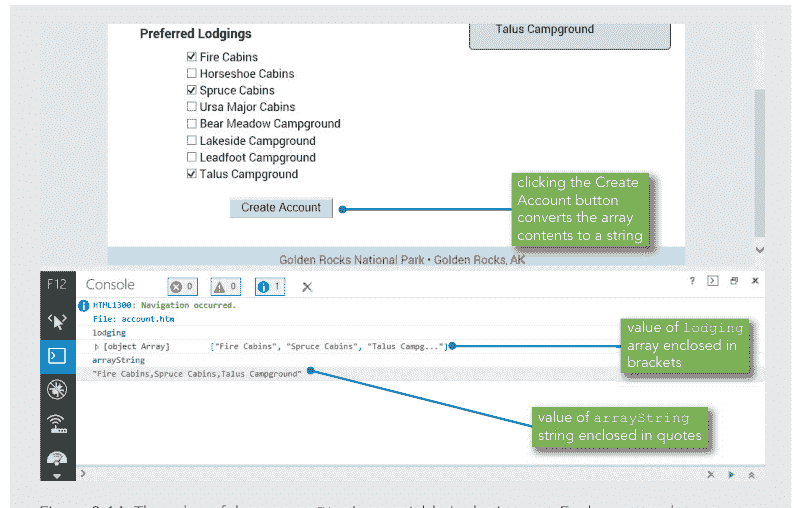 Preferred Lodgings
Talus Campground
Fire Cabins
Horseshoe Cabins
Spruce Cabins
Ursa Major Cabins
Bear Meadow Campground
Lakeside Campground
Leadfoot Campground
Talus Campground
Create Account
clicking the Create
Account button
converts the array
contents to a string
Golden Rocks National Park • Golden Rocks, AK
F12 Console 0 0 1 ?
HTML1300: Navigation occurred.
File: account.htm
lodging
[object Array] ["Fire Cabins", "Spruce Cabins", "Talus Campg..."]
arrayString
"Fire Cabins,Spruce Cabins,Talus Campground"
value of lodging
array enclosed in
brackets
value of arrayString
string enclosed in quotes